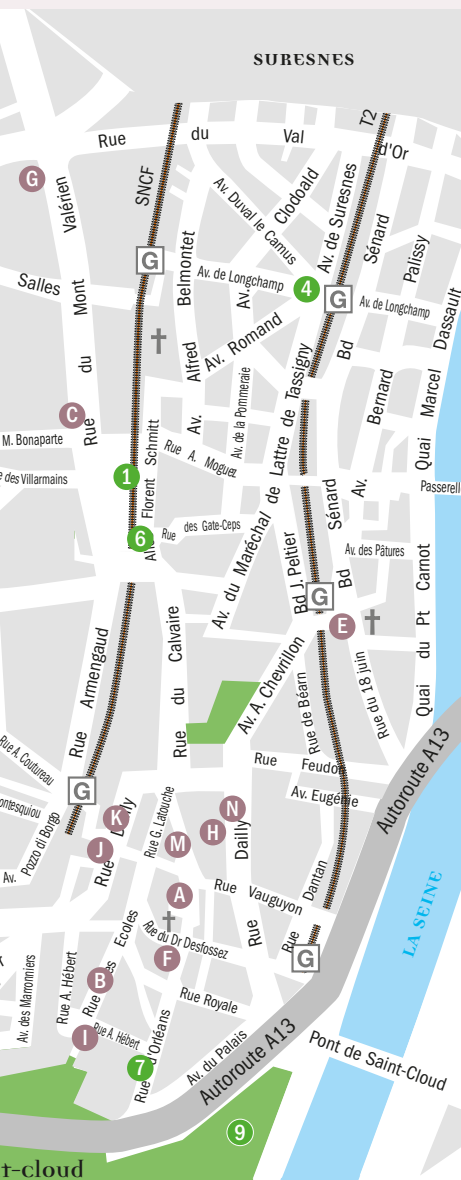 SURESNES
Rue du Val d'Or
T2
SNCF
G
Valérien
Av. Duval le Camus
Clodoald
Av. de Suresnes
Sénard
Palissy
G
Belmontet
Av. de Longchamp
4
G
Av. de Longchamp
Dassault
Salles
Mont
Av.
Av. Romand
Bd
Marcel
du
Alfred
Av. de la Pommeraie
Bernard
C
Rue
M. Bonaparte
Schmitt
Av.
Rue A. Moguez
Av. du Maréchal de Lattre de Tassigny
Quai
1
e des Villarmains
Florent
Sénard
Av.
Passerelle
6
Rue des Gate-Ceps
Bd J. Peltier
Av. des Pâtures
Carnot
G
Bd
E
Pt
Calvaire
Armengaud
du
Rue du 18 juin
du
Av. A. Chevrillon
Rue de Béarn
Quai
Rue
Rue
Rue A. Coutureau
Rue Feudon
Autoroute A13
G
Av. Eugénie
ontesquiou
K
Rue G. Latouche
N
H
M
Dailly
Pozzo di Borgo
J
Av.
Rue
A
Rue Vauguyon
Dantan
Rue
LA SEINE
Ecoles
Rue du Dr Desfossez
F
Rue
G
Av. des Marronniers
Rue A. Hébert
B
Rue
es
Rue Royale
I
Rue A. Hébert
7
Rue d'Orléans
Av. du Palais
Autoroute A13
Pont de Saint-Cloud
9
t-cloud